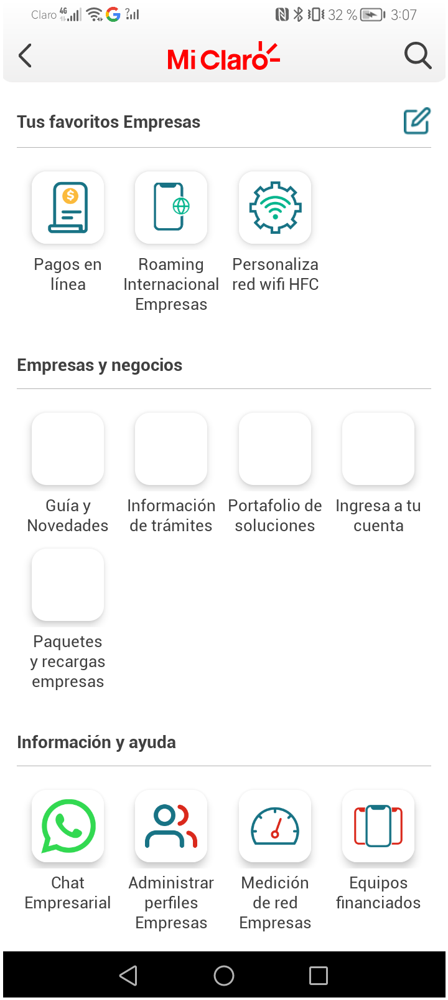 Claro 4G ? 32 % 3:07
Mi Claro
Tus favoritos Empresas
$
Pagos en
línea
Roaming
Internacional
Empresas
Personaliza
red wifi HFC
Empresas y negocios
Guía y
Novedades
Información
de trámites
Portafolio de
soluciones
Ingresa a tu
cuenta
Paquetes
y recargas
empresas
Información y ayuda
Chat
Empresarial
Administrar
perfiles
Empresas
Medición
de red
Empresas
Equipos
financiados